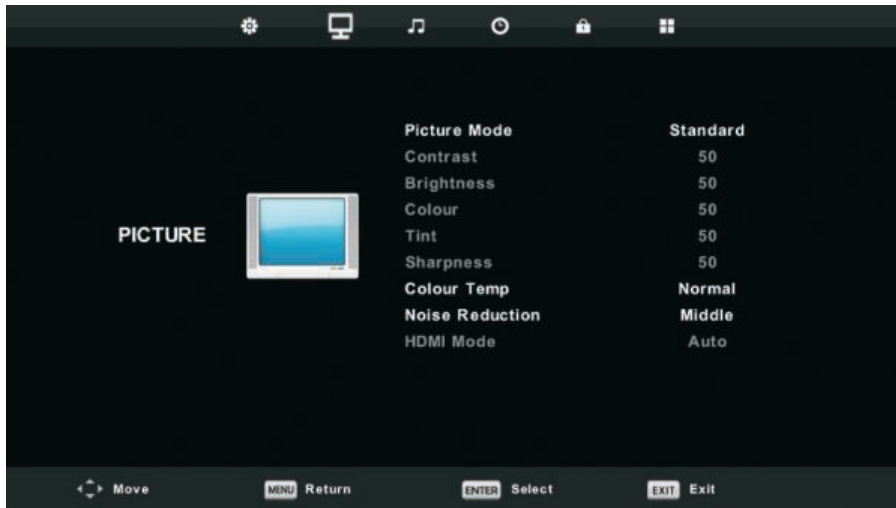 Picture Mode Standard
Contrast 50
Brightness 50
Colour 50
PICTURE
Tint 50
Sharpness 50
Colour Temp Normal
Noise Reduction Middle
HDMI Mode Auto
Move MENU Return ENTER Select EXIT Exit